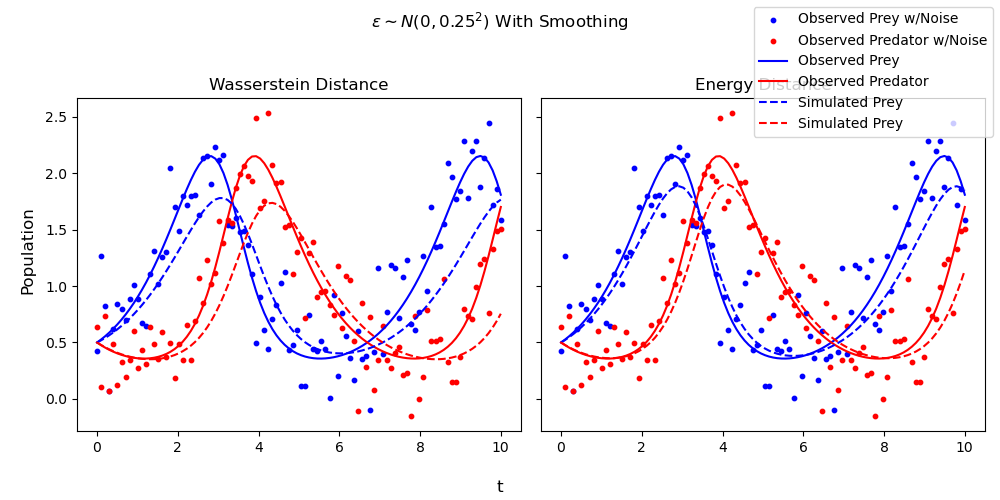 ε ~ N(0, 0.25²) With Smoothing
Observed Prey w/Noise
Observed Predator w/Noise
Observed Prey
Observed Predator
Simulated Prey
Simulated Prey
Wasserstein Distance
Energy Distance
Population
2.5
2.0
1.5
1.0
0.5
0.0
0 2 4 6 8 10
0 2 4 6 8 10
t